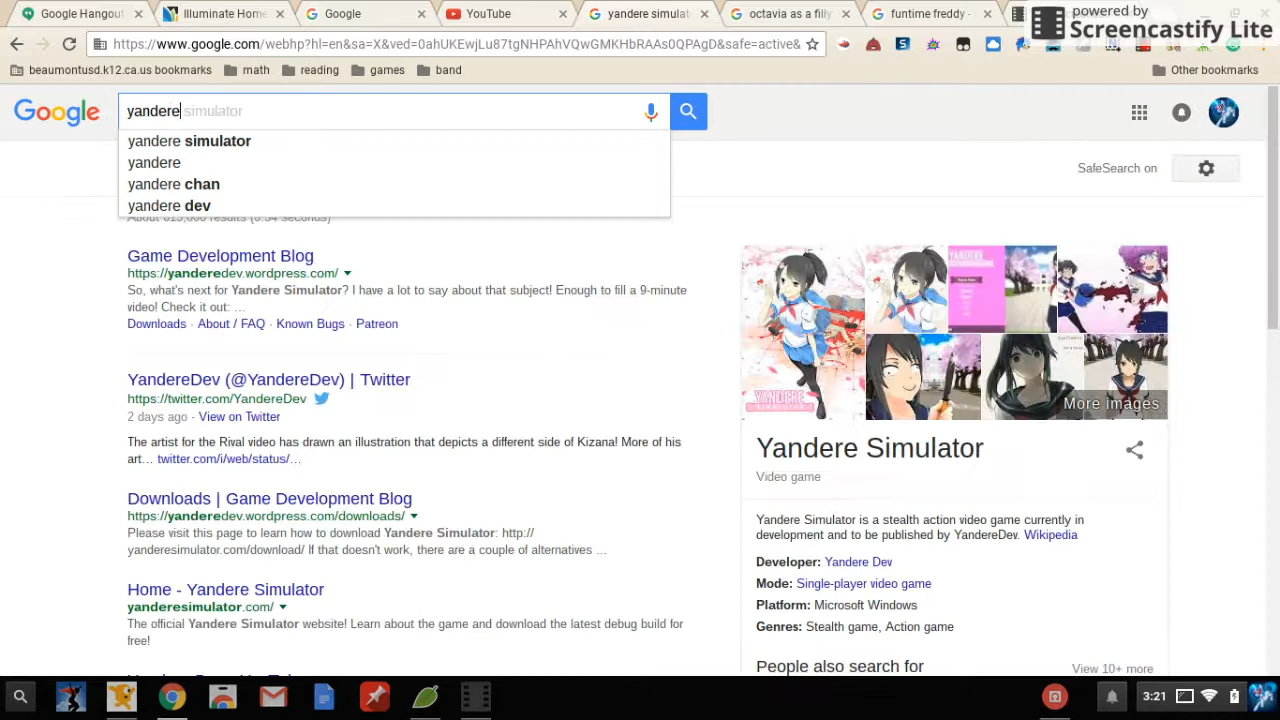 Google Hangout
Illuminate Home
Google
YouTube
yandere simulat
octavia as a filly
funtime freddy -
powered by
Screencastify Lite
https://www.google.com/webhp?hl=en&sa=X&ved=0ahUKEwjLu87tgNHPAhVQwGMKHbRAAs0QPAgD&safe=active&
beaumontusd.k12.ca.us bookmarks
math
reading
games
band
Other bookmarks
Google
yandere simulator
yandere simulator
yandere
yandere chan
yandere dev
SafeSearch on
Game Development Blog
https://yanderedev.wordpress.com/
So, what's next for Yandere Simulator? I have a lot to say about that subject! Enough to fill a 9-minute
video! Check it out: ...
Downloads · About / FAQ · Known Bugs · Patreon
YandereDev (@YandereDev) | Twitter
https://twitter.com/YandereDev
2 days ago - View on Twitter
The artist for the Rival video has drawn an illustration that depicts a different side of Kizana! More of his
art… twitter.com/i/web/status/…
Downloads | Game Development Blog
https://yanderedev.wordpress.com/downloads/
Please visit this page to learn how to download Yandere Simulator: http://
yanderesimulator.com/download/ If that doesn't work, there are a couple of alternatives ...
Home - Yandere Simulator
yanderesimulator.com/
The official Yandere Simulator website! Learn about the game and download the latest debug build for
free!
YANDERE
More images
Yandere Simulator
Video game
Yandere Simulator is a stealth action video game currently in
development and to be published by YandereDev. Wikipedia
Developer: Yandere Dev
Mode: Single-player video game
Platform: Microsoft Windows
Genres: Stealth game, Action game
People also search for
View 10+ more
3:21